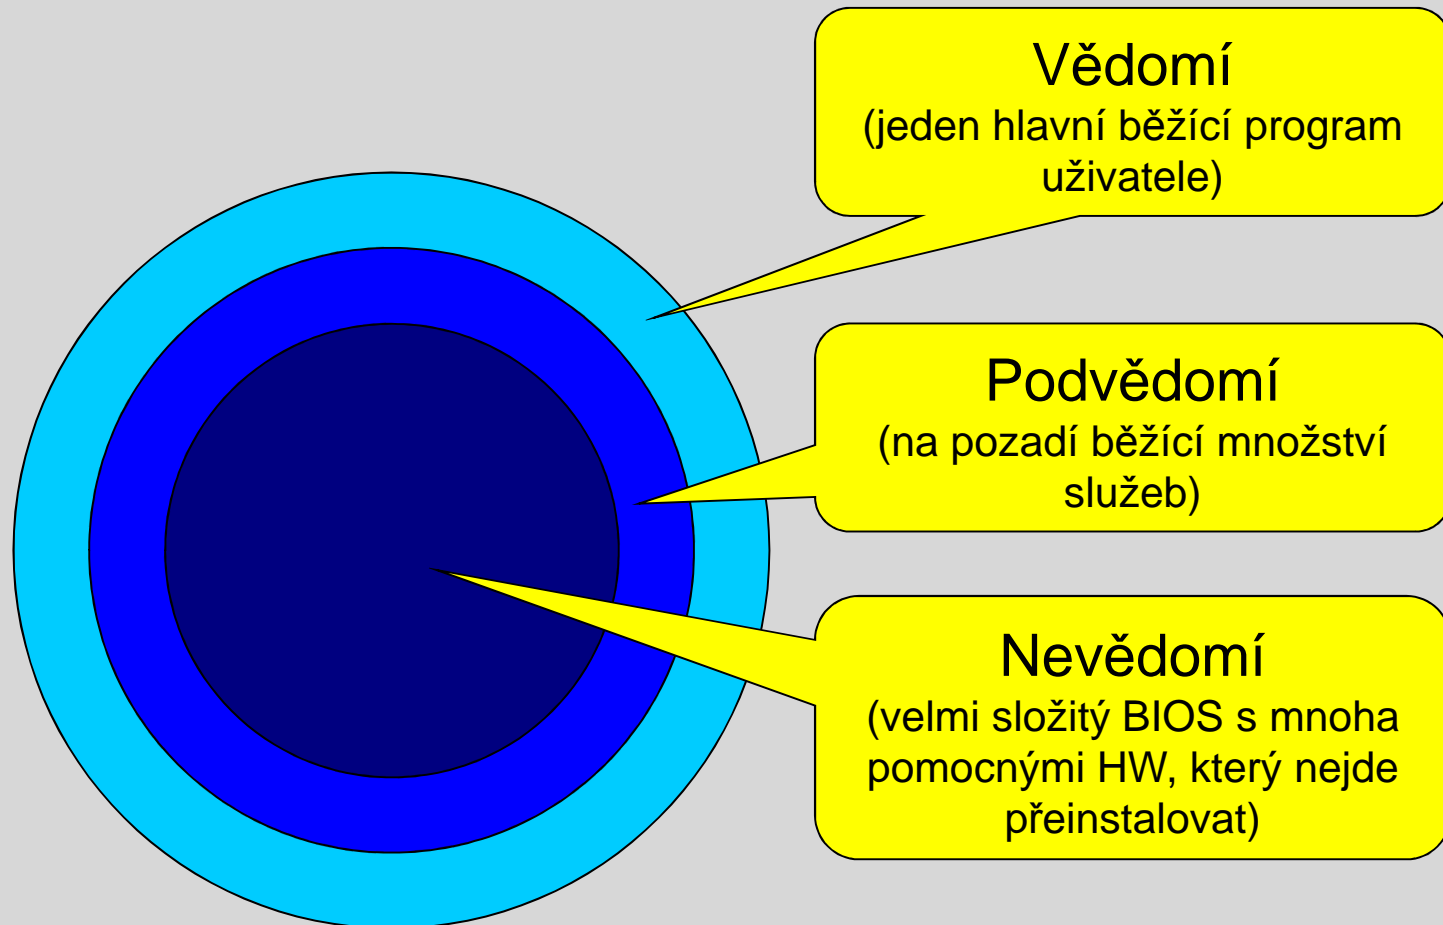 Vědomí
(jeden hlavní běžící program
uživatele)
Podvědomí
(na pozadí běžící množství
služeb)
Nevědomí
(velmi složitý BIOS s mnoha
pomocnými HW, který nejde
přeinstalovat)